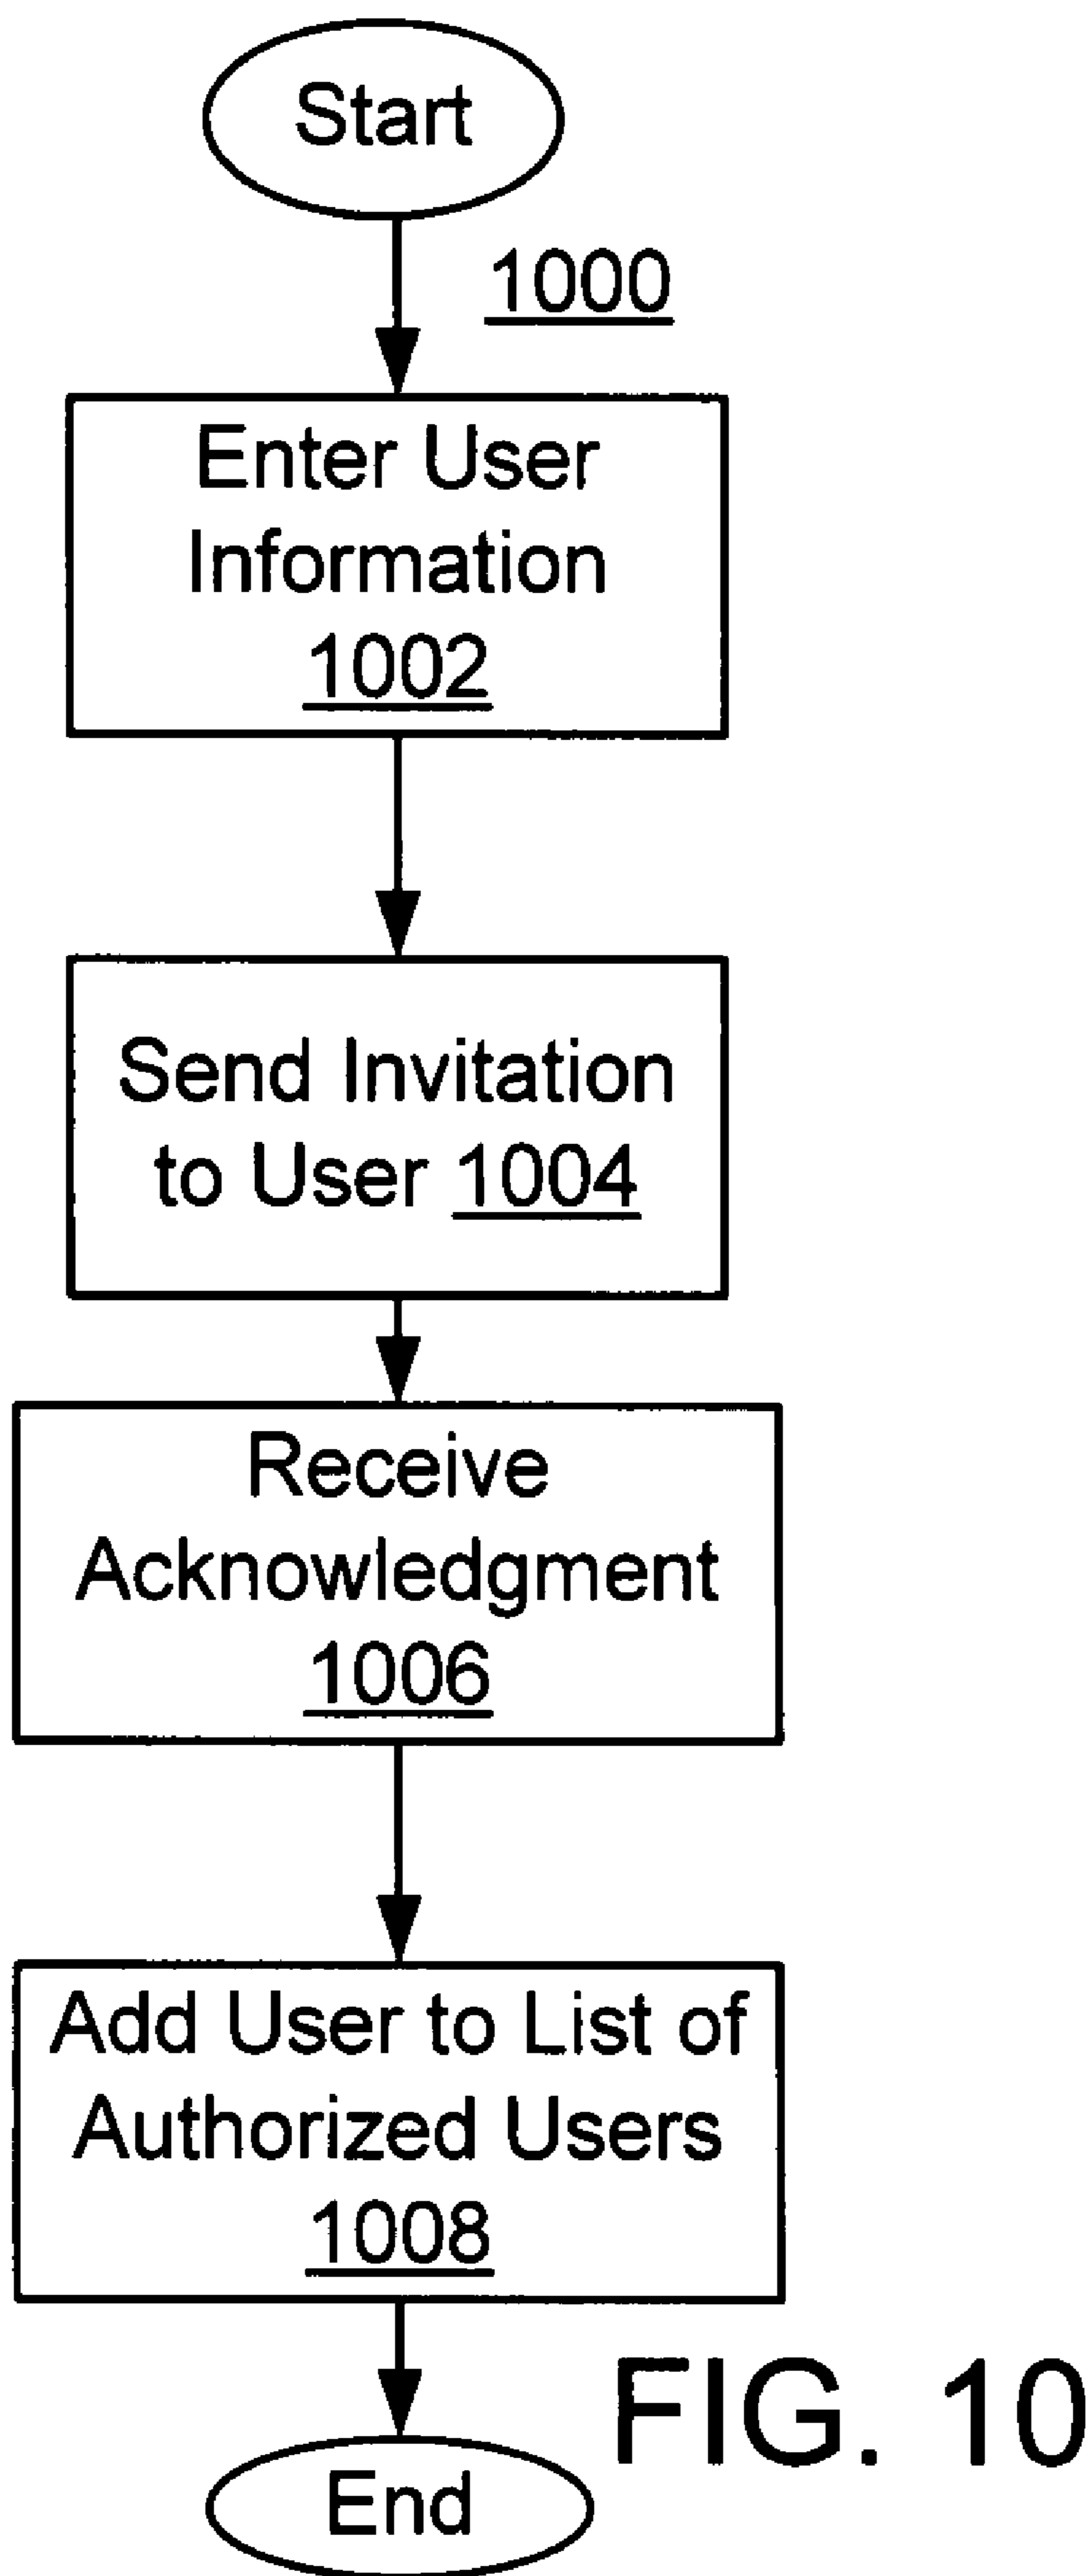 Start
1000
Enter User
Information
1002
Send Invitation
to User 1004
Receive
Acknowledgment
1006
Add User to List of
Authorized Users
1008
End
FIG. 10